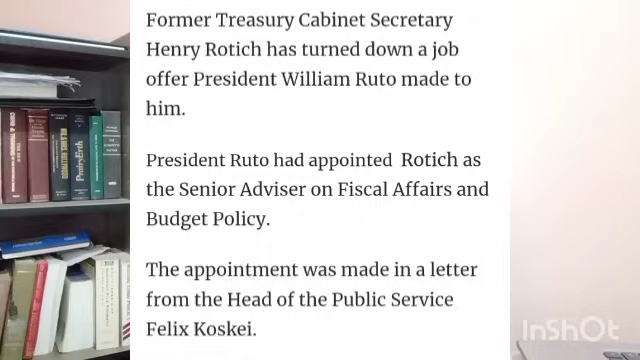 Former Treasury Cabinet Secretary
Henry Rotich has turned down a job
offer President William Ruto made to
him.
President Ruto had appointed Rotich as
the Senior Adviser on Fiscal Affairs and
Budget Policy.
The appointment was made in a letter
from the Head of the Public Service
Felix Koskei.
InShOt